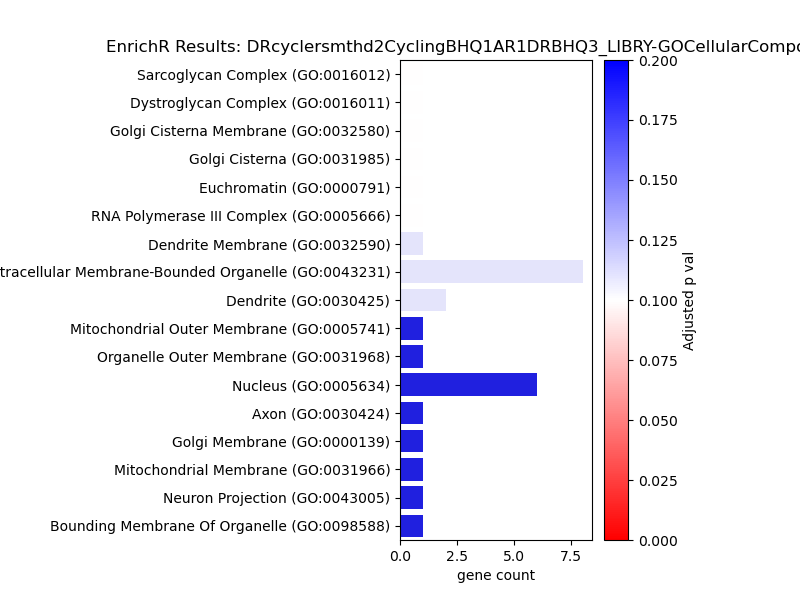 EnrichR Results: DRcyclersmthd2CyclingBHQ1AR1DRBHQ3_LIBRY-GOCellularCompo
Sarcoglycan Complex (GO:0016012)
Dystroglycan Complex (GO:0016011)
Golgi Cisterna Membrane (GO:0032580)
Golgi Cisterna (GO:0031985)
Euchromatin (GO:0000791)
RNA Polymerase III Complex (GO:0005666)
Dendrite Membrane (GO:0032590)
tracellular Membrane-Bounded Organelle (GO:0043231)
Dendrite (GO:0030425)
Mitochondrial Outer Membrane (GO:0005741)
Organelle Outer Membrane (GO:0031968)
Nucleus (GO:0005634)
Axon (GO:0030424)
Golgi Membrane (GO:0000139)
Mitochondrial Membrane (GO:0031966)
Neuron Projection (GO:0043005)
Bounding Membrane Of Organelle (GO:0098588)
0.0 2.5 5.0 7.5
gene count
0.200
0.175
0.150
0.125
0.100
0.075
0.050
0.025
0.000
Adjusted p val